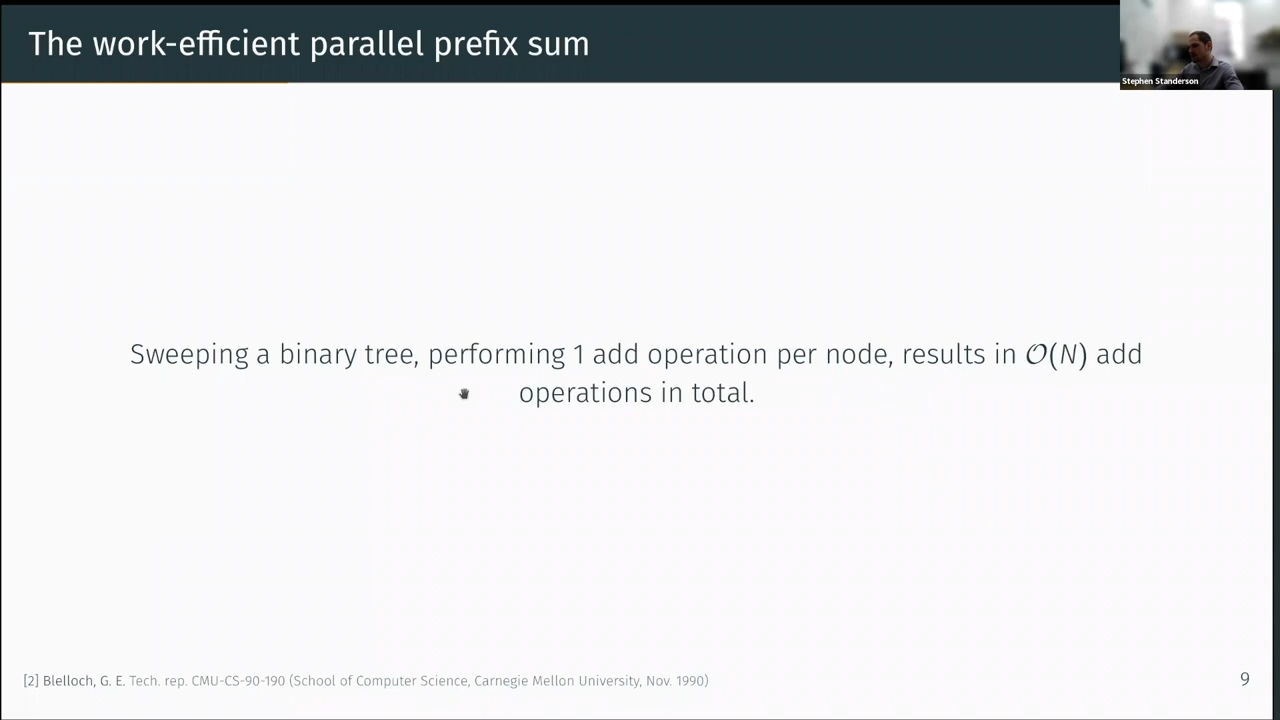 The work-efficient parallel prefix sum
Stephen Standerson
Sweeping a binary tree, performing 1 add operation per node, results in 𝒪(N) add
operations in total.
[2] Blelloch, G. E. Tech. rep. CMU-CS-90-190 (School of Computer Science, Carnegie Mellon University, Nov. 1990)
9